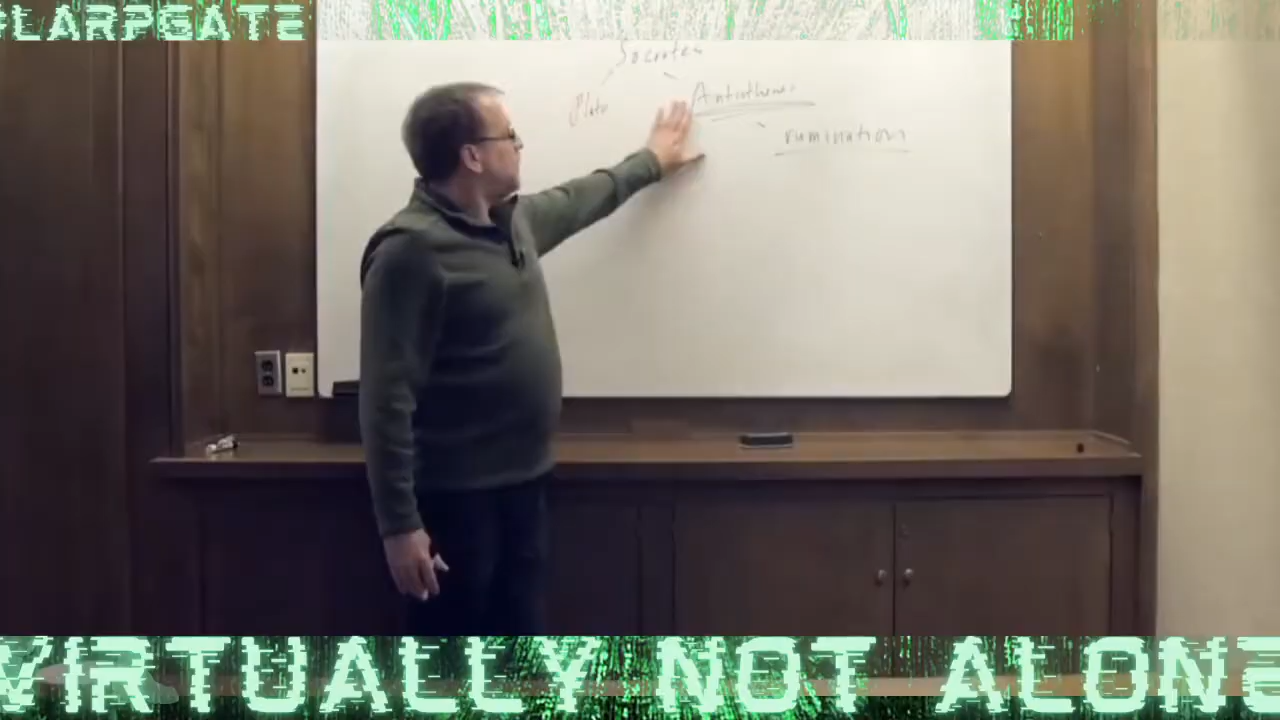 #LARPGATE
Socrates
Plato
Antisthenes
rumination
VIRTUALLY NOT ALONE